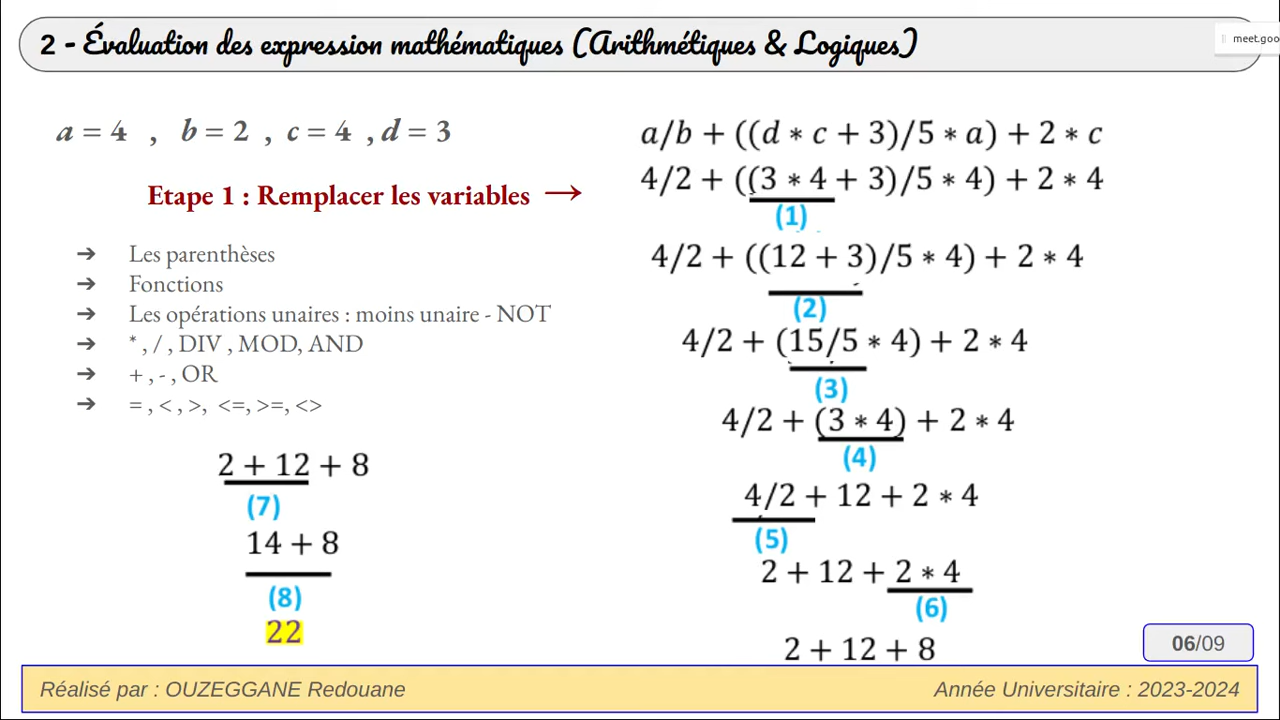 2 - Évaluation des expression mathématiques (Arithmétiques & Logiques)
meet.goo
a = 4 , b = 2 , c = 4 , d = 3
Etape 1 : Remplacer les variables →
➔ Les parenthèses
➔ Fonctions
➔ Les opérations unaires : moins unaire - NOT
➔ * , / , DIV , MOD, AND
➔ + , - , OR
➔ = , < , >, <=, >=, <>
2 + 12 + 8
(7)
14 + 8
(8)
22
a/b + ((d * c + 3)/5 * a) + 2 * c
4/2 + ((3 * 4 + 3)/5 * 4) + 2 * 4
(1)
4/2 + ((12 + 3)/5 * 4) + 2 * 4
(2)
4/2 + (15/5 * 4) + 2 * 4
(3)
4/2 + (3 * 4) + 2 * 4
(4)
4/2 + 12 + 2 * 4
(5)
2 + 12 + 2 * 4
(6)
2 + 12 + 8
06/09
Réalisé par : OUZEGGANE Redouane
Année Universitaire : 2023-2024